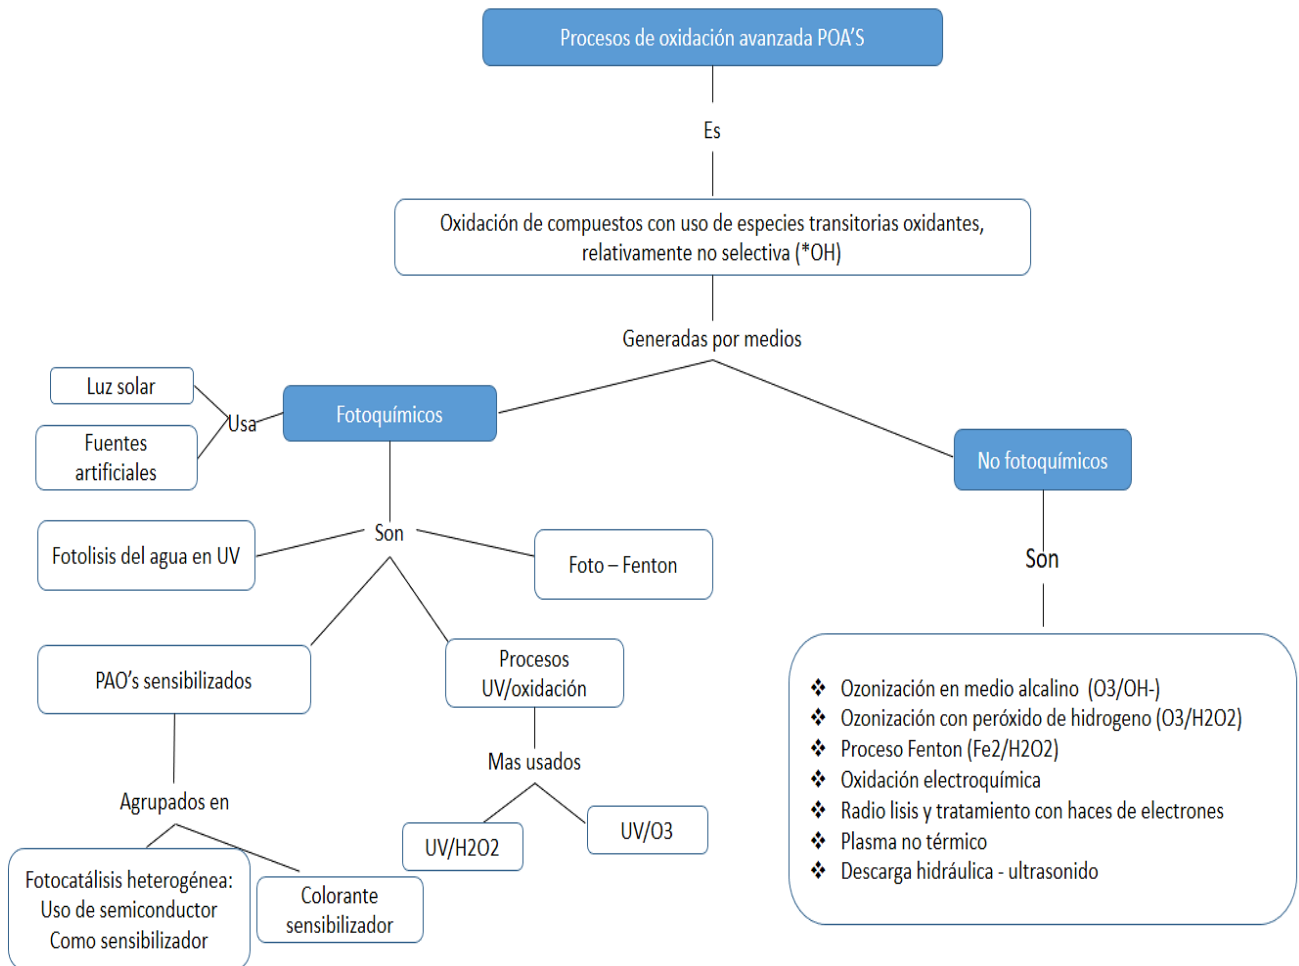 Procesos de oxidación avanzada POA'S
Es
Oxidación de compuestos con uso de especies transitorias oxidantes,
relativamente no selectiva (*OH)
Generadas por medios
Luz solar
Fuentes
artificiales
Usa
Fotoquímicos
No fotoquímicos
Son
Fotolisis del agua en UV
Foto – Fenton
PAO's sensibilizados
Procesos
UV/oxidación
Agrupados en
Mas usados
Fotocatálisis heterogénea:
Uso de semiconductor
Como sensibilizador
Colorante
sensibilizador
UV/H2O2
UV/O3
Son
❖ Ozonización en medio alcalino (O3/OH-)
❖ Ozonización con peróxido de hidrogeno (O3/H2O2)
❖ Proceso Fenton (Fe2/H2O2)
❖ Oxidación electroquímica
❖ Radio lisis y tratamiento con haces de electrones
❖ Plasma no térmico
❖ Descarga hidráulica - ultrasonido